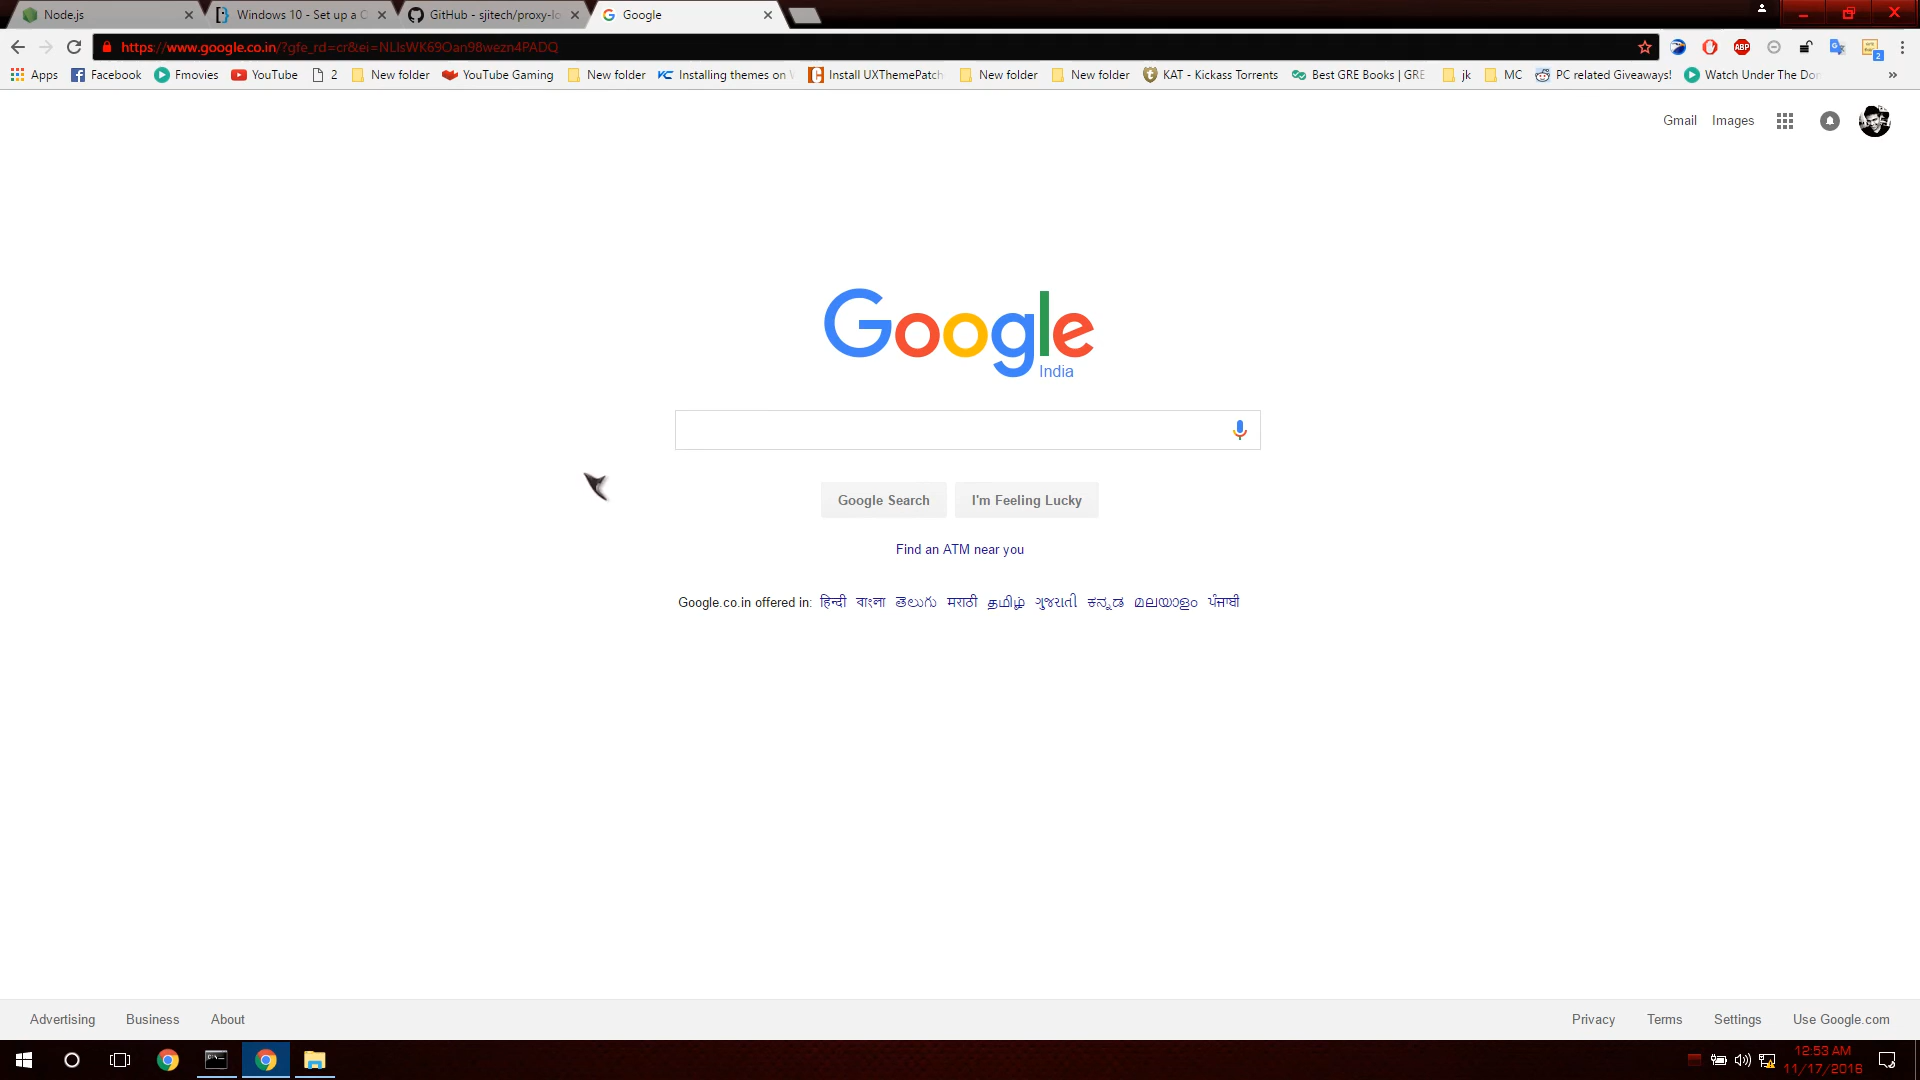 Node.js
Windows 10 - Set up a C
GitHub - sjitech/proxy-lo
Google
https://www.google.co.in/?gfe_rd=cr&ei=NLIsWK69Oan98wezn4PADQ
Apps Facebook Fmovies YouTube 2 New folder YouTube Gaming New folder Installing themes on Install UXThemePatch New folder New folder KAT - Kickass Torrents Best GRE Books | GRE jk MC PC related Giveaways! Watch Under The Do
Gmail Images
Google
India
Google Search I'm Feeling Lucky
Find an ATM near you
Google.co.in offered in: हिन्दी বাংলা తెలుగు मराठी தமிழ் ગુજરાતી ಕನ್ನಡ മലയാളം ਪੰਜਾਬੀ
Advertising Business About Privacy Terms Settings Use Google.com
12:53 AM
11/17/2016